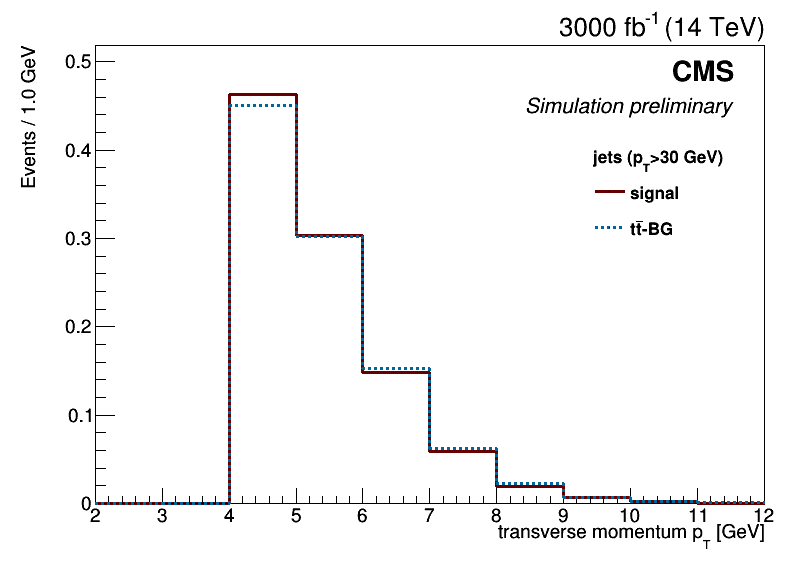 3000 fb⁻¹ (14 TeV)
CMS
Simulation preliminary
jets (p_T>30 GeV)
signal
tt̄-BG
Events / 1.0 GeV
0.5
0.4
0.3
0.2
0.1
0
2 3 4 5 6 7 8 9 10 11 12
transverse momentum p_T [GeV]